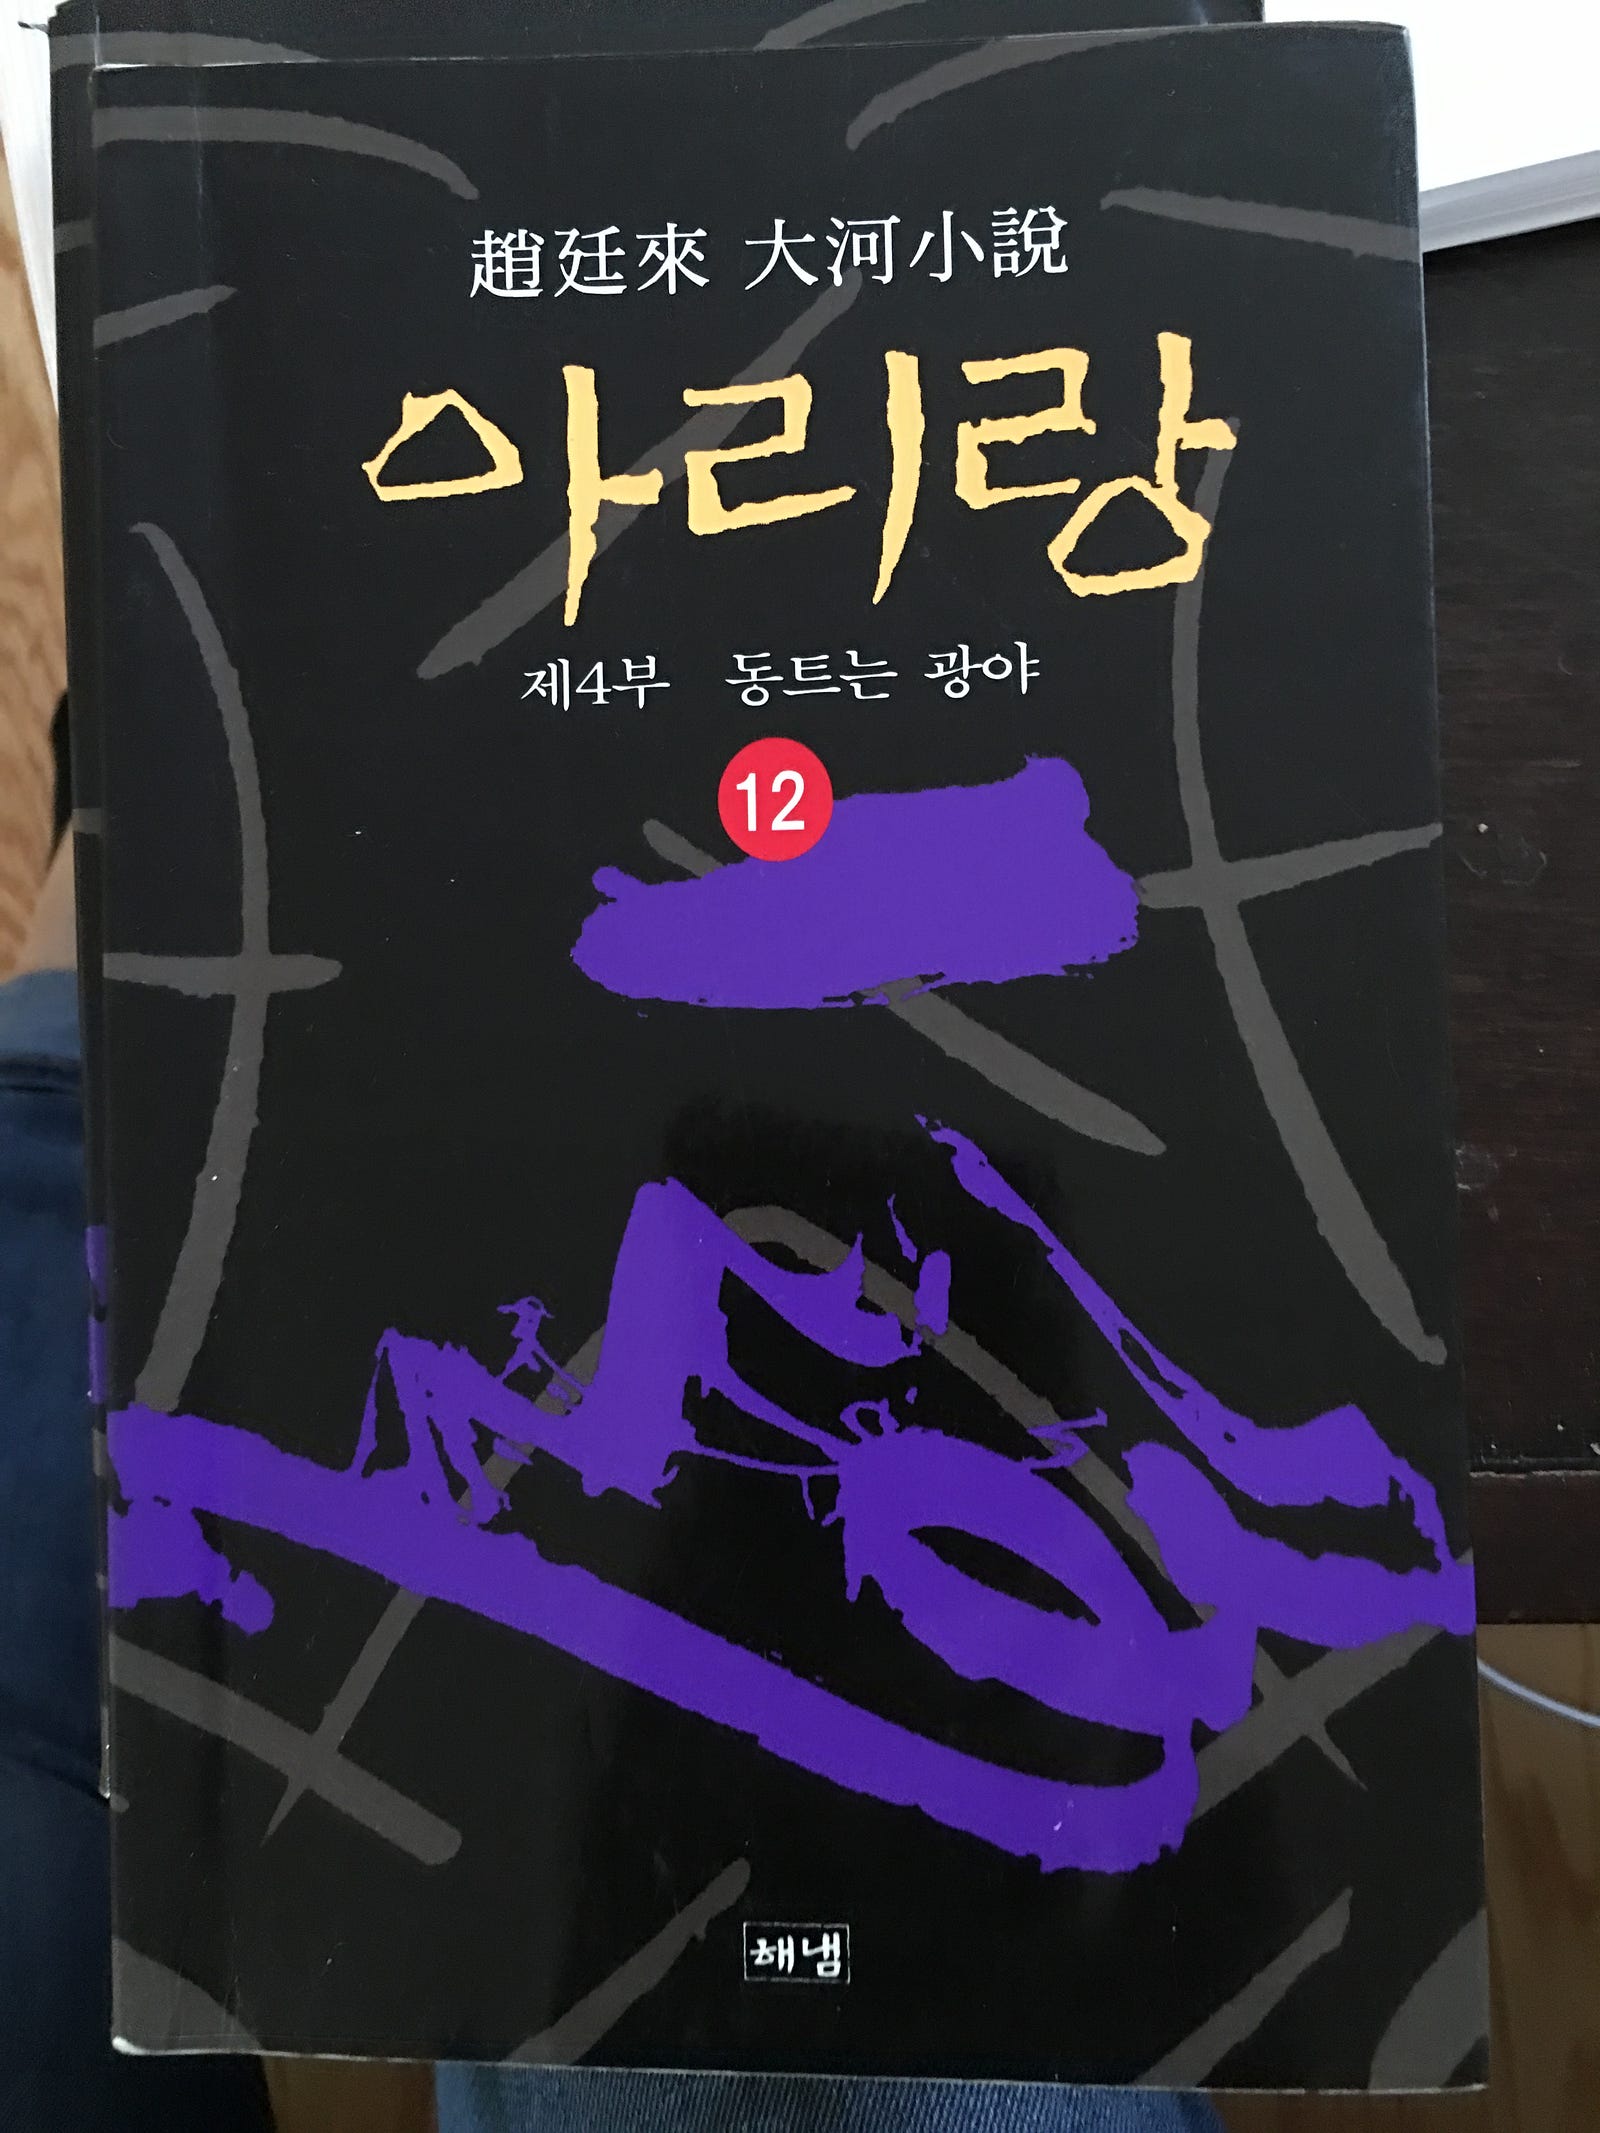 趙廷來 大河小說
아리랑
제4부 동트는 광야
12
해냄